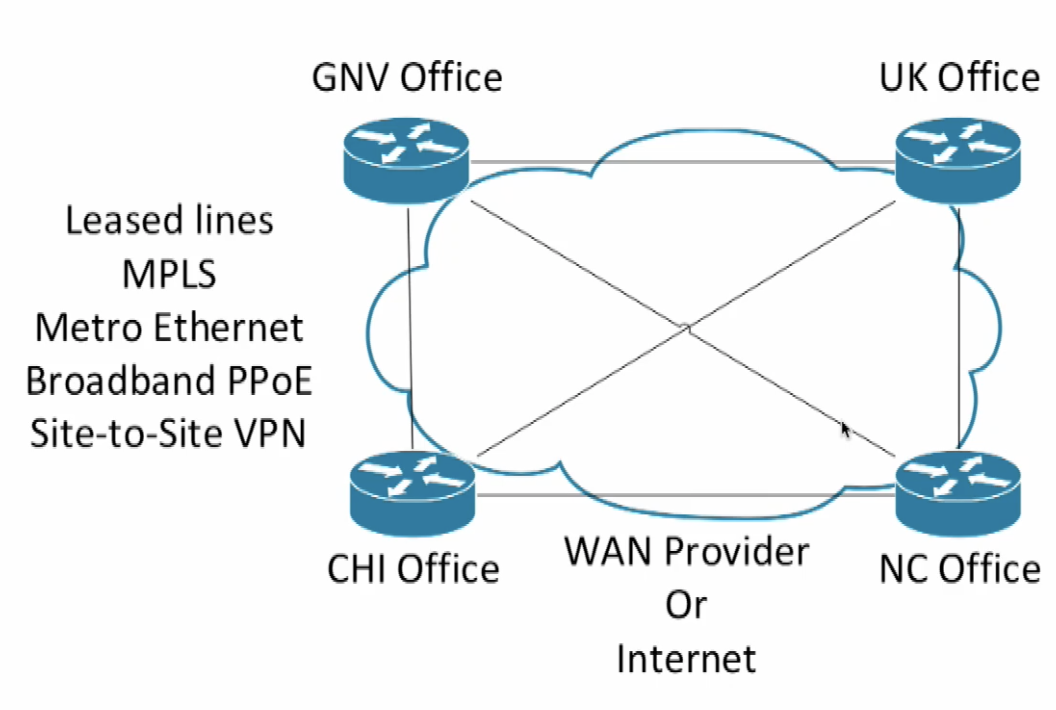 GNV Office
UK Office
Leased lines
MPLS
Metro Ethernet
Broadband PPoE
Site-to-Site VPN
CHI Office
WAN Provider
Or
Internet
NC Office